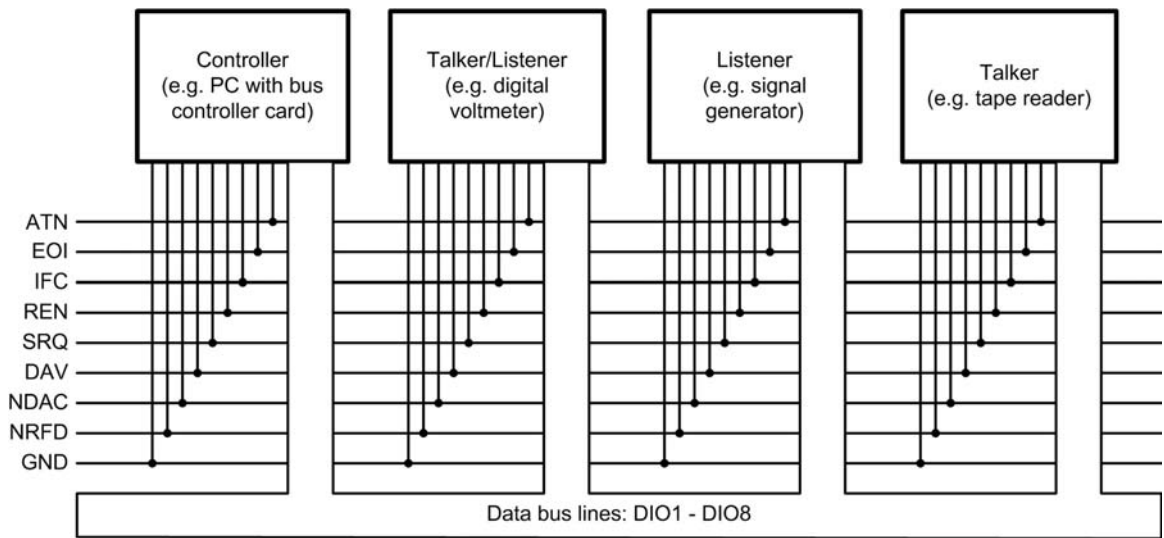 Controller
(e.g. PC with bus
controller card)
Talker/Listener
(e.g. digital
voltmeter)
Listener
(e.g. signal
generator)
Talker
(e.g. tape reader)
ATN
EOI
IFC
REN
SRQ
DAV
NDAC
NRFD
GND
Data bus lines: DIO1 - DIO8